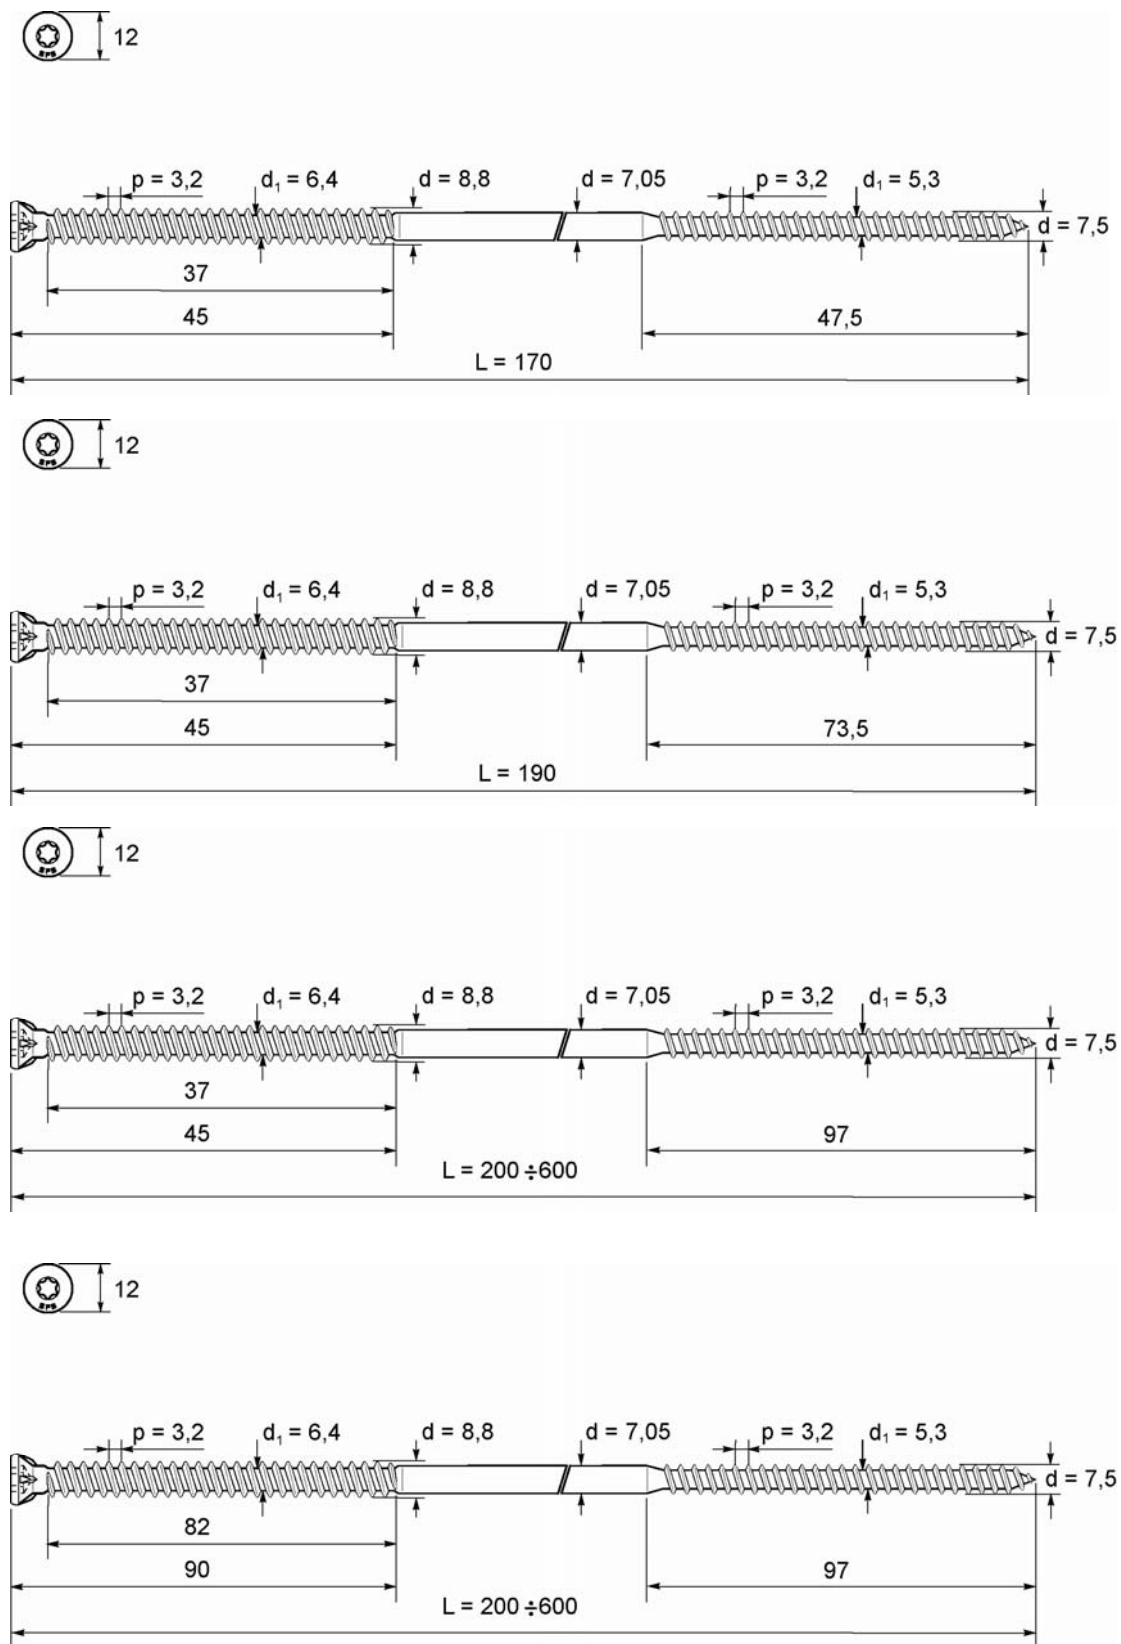 12
SFS
p = 3,2 d₁ = 6,4 d = 8,8 d = 7,05 p = 3,2 d₁ = 5,3
d = 7,5
37
45 47,5
L = 170
12
SFS
p = 3,2 d₁ = 6,4 d = 8,8 d = 7,05 p = 3,2 d₁ = 5,3
d = 7,5
37
45 73,5
L = 190
12
SFS
p = 3,2 d₁ = 6,4 d = 8,8 d = 7,05 p = 3,2 d₁ = 5,3
d = 7,5
37
45 97
L = 200 ÷600
12
SFS
p = 3,2 d₁ = 6,4 d = 8,8 d = 7,05 p = 3,2 d₁ = 5,3
d = 7,5
82
90 97
L = 200 ÷600